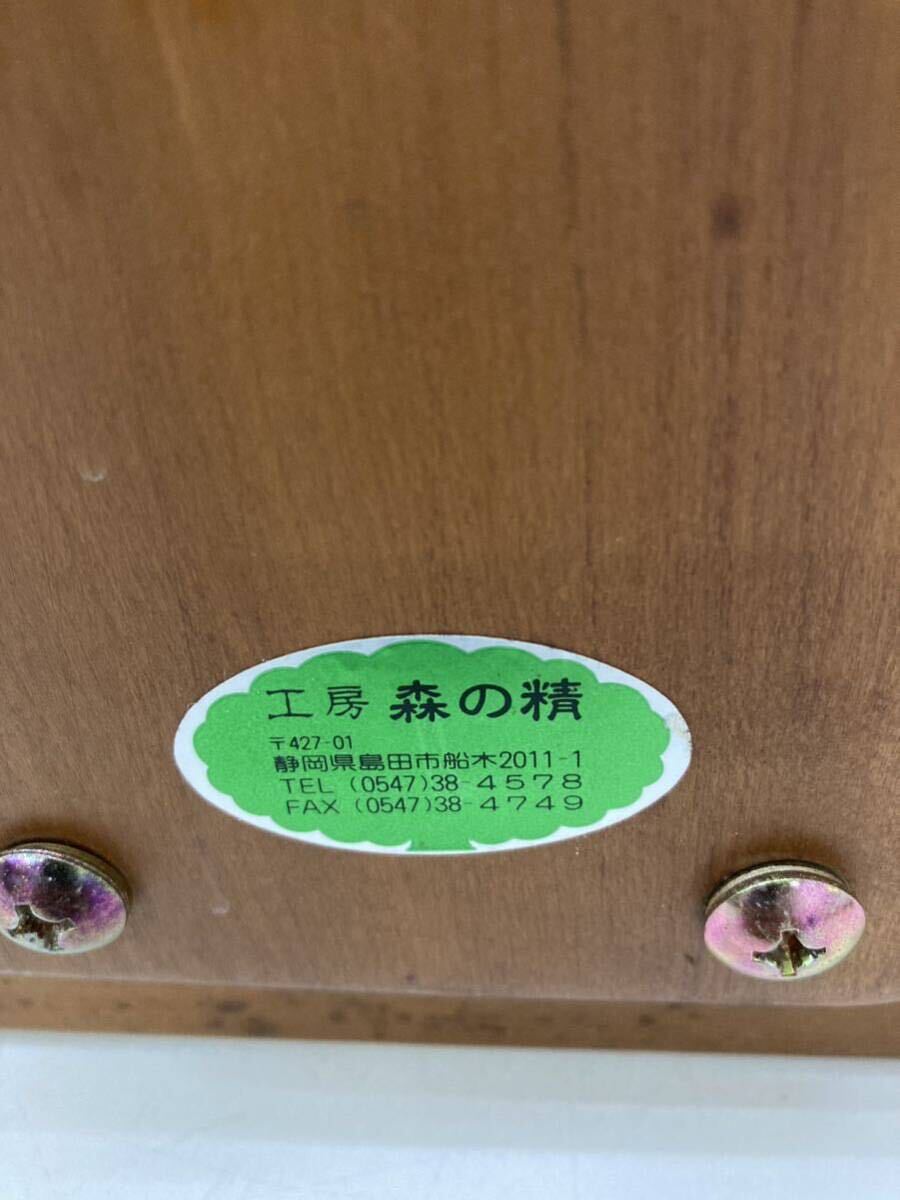 工房 森の精
〒427-01
静岡県島田市船木2011-1
TEL (0547)38-4578
FAX (0547)38-4749